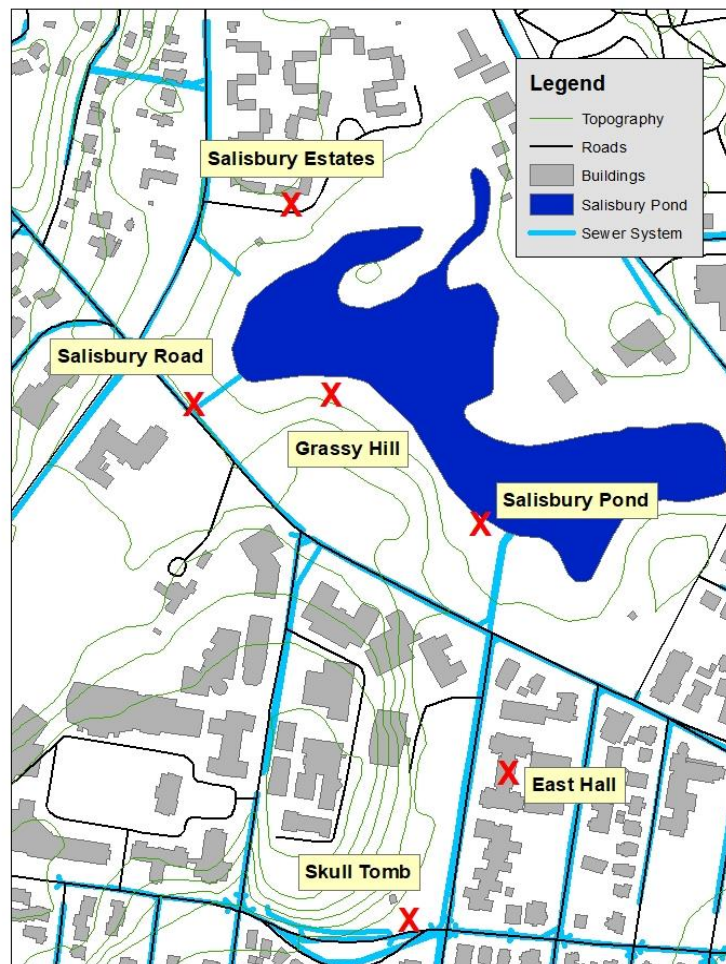 Legend
Topography
Roads
Buildings
Salisbury Pond
Sewer System
Salisbury Estates
X
Salisbury Road
X
X
Grassy Hill
Salisbury Pond
X
X
East Hall
Skull Tomb
X